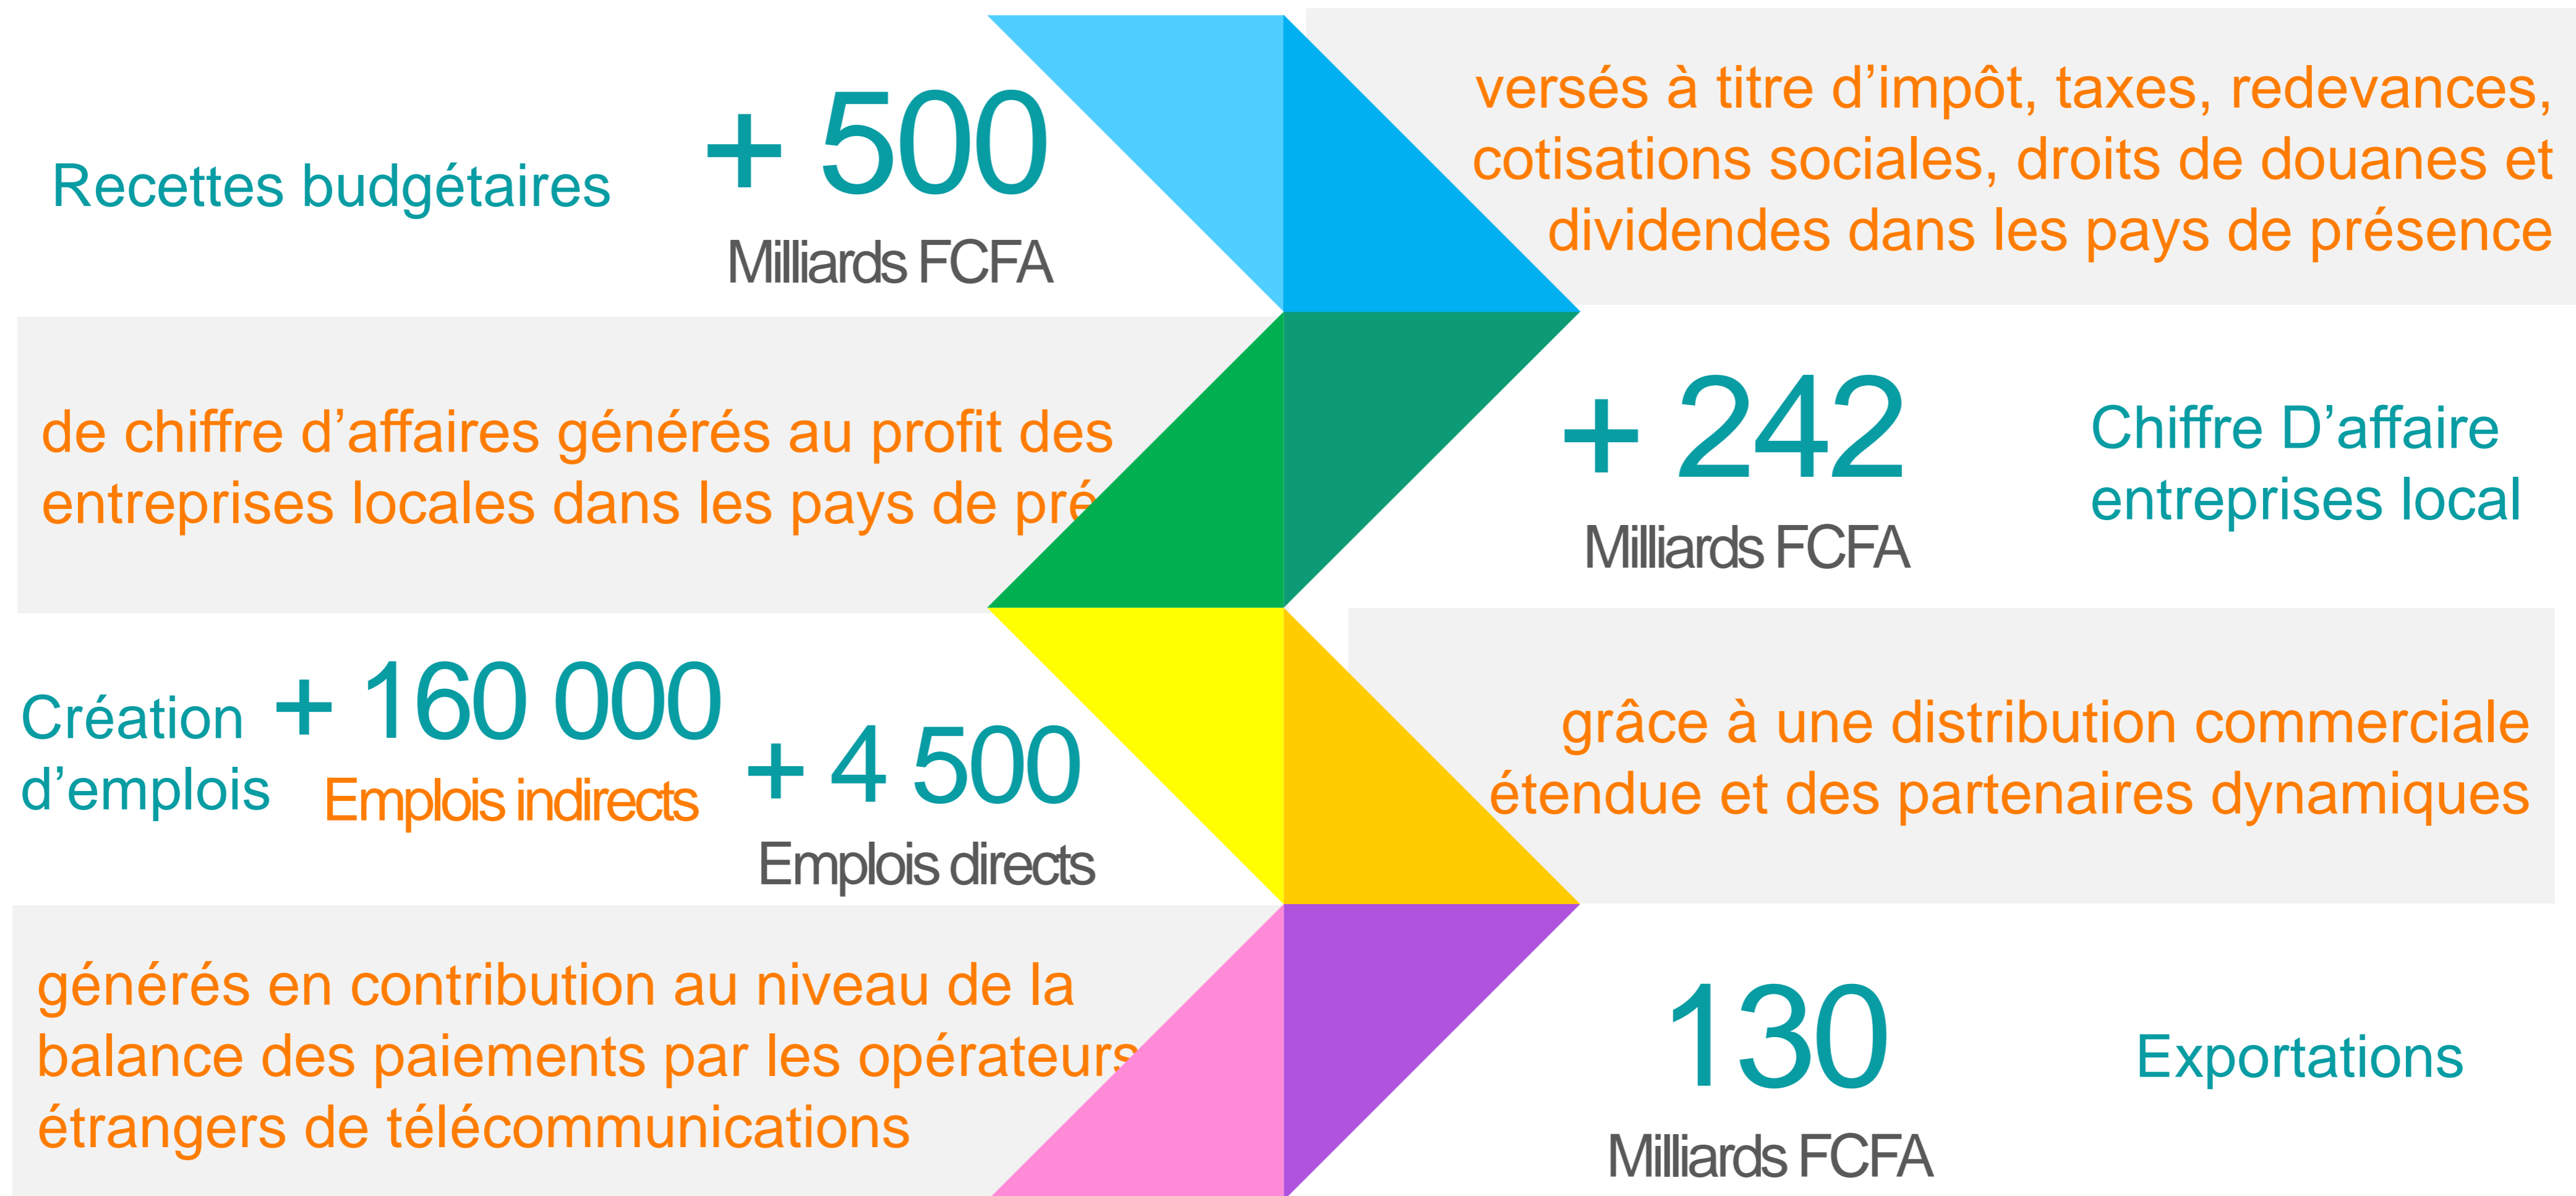 Recettes budgétaires
+ 500
Milliards FCFA
versés à titre d’impôt, taxes, redevances,
cotisations sociales, droits de douanes et
dividendes dans les pays de présence
de chiffre d’affaires générés au profit des
entreprises locales dans les pays de pré
+ 242
Milliards FCFA
Chiffre D’affaire
entreprises local
Création
d’emplois
+ 160 000
Emplois indirects
+ 4 500
Emplois directs
grâce à une distribution commerciale
étendue et des partenaires dynamiques
générés en contribution au niveau de la
balance des paiements par les opérateurs
étrangers de télécommunications
130
Milliards FCFA
Exportations